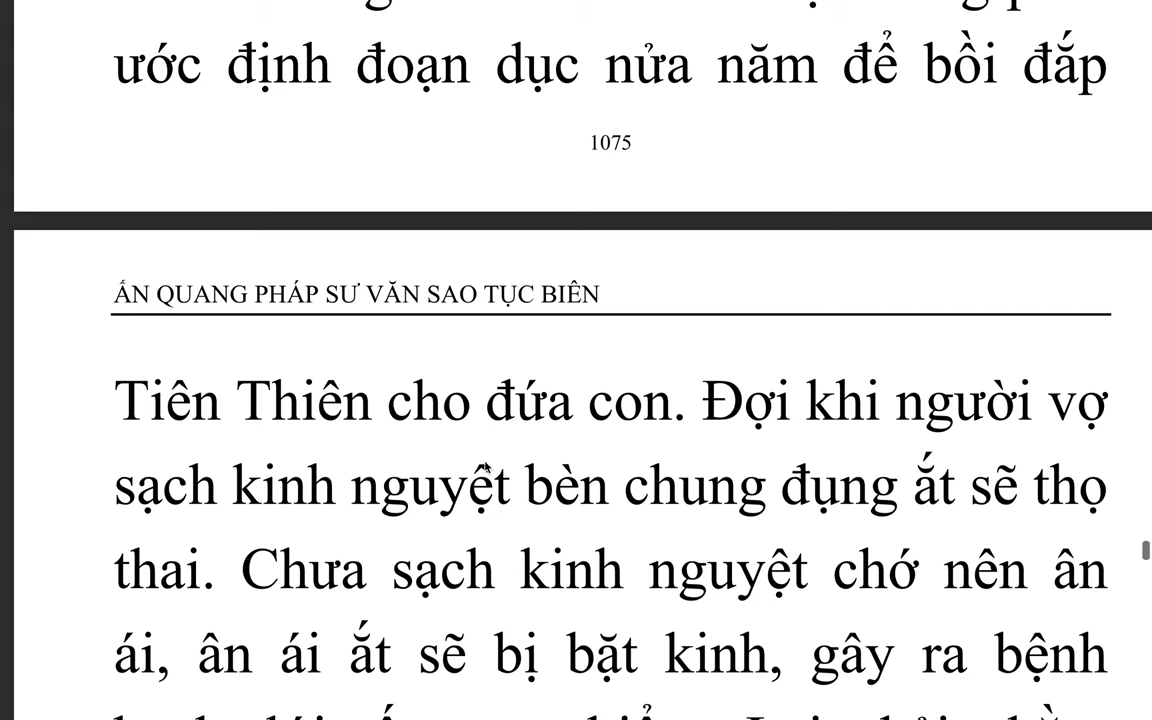 ước định đoạn dục nửa năm để bồi đắp
1075
ẤN QUANG PHÁP SƯ VĂN SAO TỤC BIÊN
Tiên Thiên cho đứa con. Đợi khi người vợ
sạch kinh nguyệt bèn chung đụng ắt sẽ thọ
thai. Chưa sạch kinh nguyệt chớ nên ân
ái, ân ái ắt sẽ bị bặt kinh, gây ra bệnh